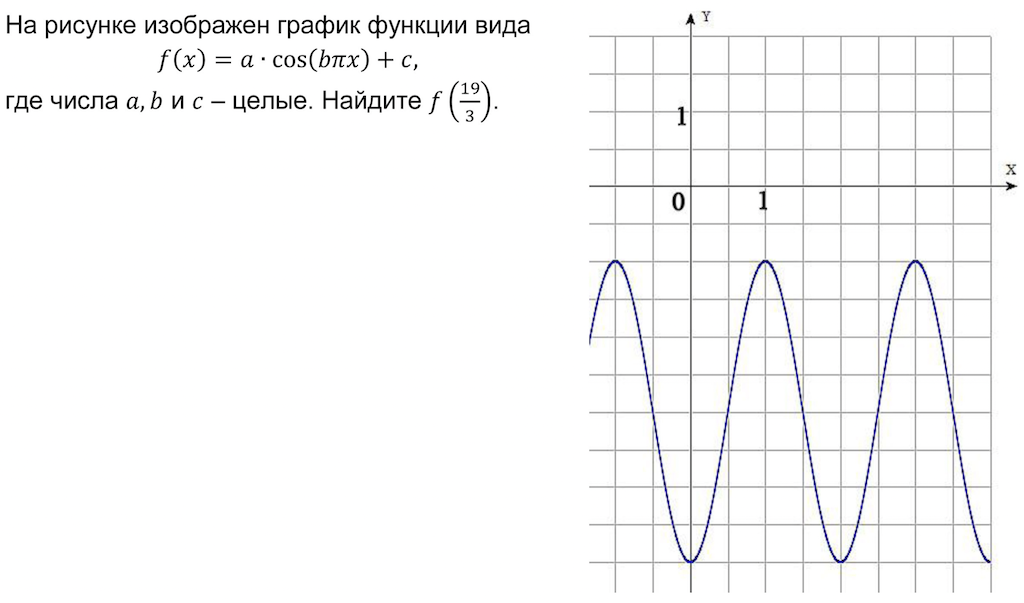 На рисунке изображен график функции вида
f(x) = a · cos(bπx) + c,
где числа a, b и c – целые. Найдите f(19/3).
Y
1
X
0
1